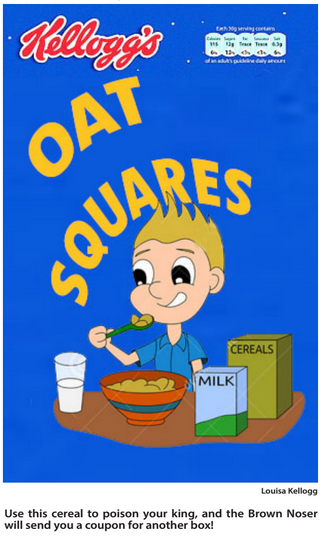 Kellogg's
Each 30g serving contains
Calories Sugars Fat Saturates Salt
115 12g Trace Trace 0.3g
6% 13% <1% <1% 6%
of an adult's guideline daily amount
OAT
SQUARES
CEREALS
MILK
Louisa Kellogg
Use this cereal to poison your king, and the Brown Noser
will send you a coupon for another box!